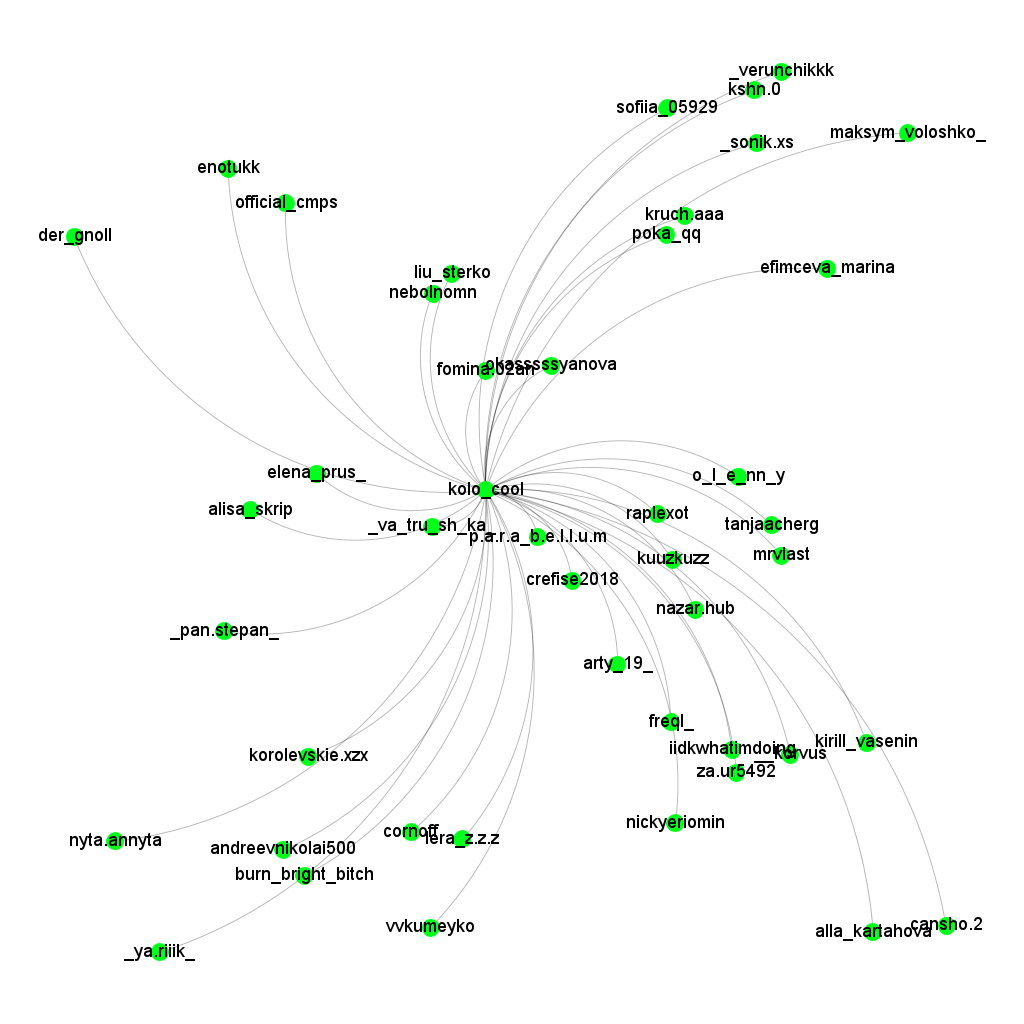 _verunchikkk
kshn.0
sofiia_05929
maksym_voloshko_
_sonik.xs
enotukk
official_cmps
kruch.aaa
poka_qq
der_gnoll
efimceva_marina
liu_sterko
nebolnomn
okasssssyanova
fomina.02an
elena_prus_
o_l_e_nn_y
kolo_cool
alisa_skrip
raplexot
_va_tru_sh_ka_
tanjaacherg
p.a.r.a_b.e.l.l.u.m
mrvlast
kuuzkuzz
crefise2018
nazar.hub
_pan.stepan_
arty_19_
freql_
kirill_vasenin
iidkwhatimdoing
__korvus
korolevskie.xzx
za.ur5492
nickyeriomin
cornoff
lera_z.z.z
nyta.annyta
andreevnikolai500
burn_bright_bitch
vvkumeyko
cansho.2
alla_kartahova
_ya.riiik_